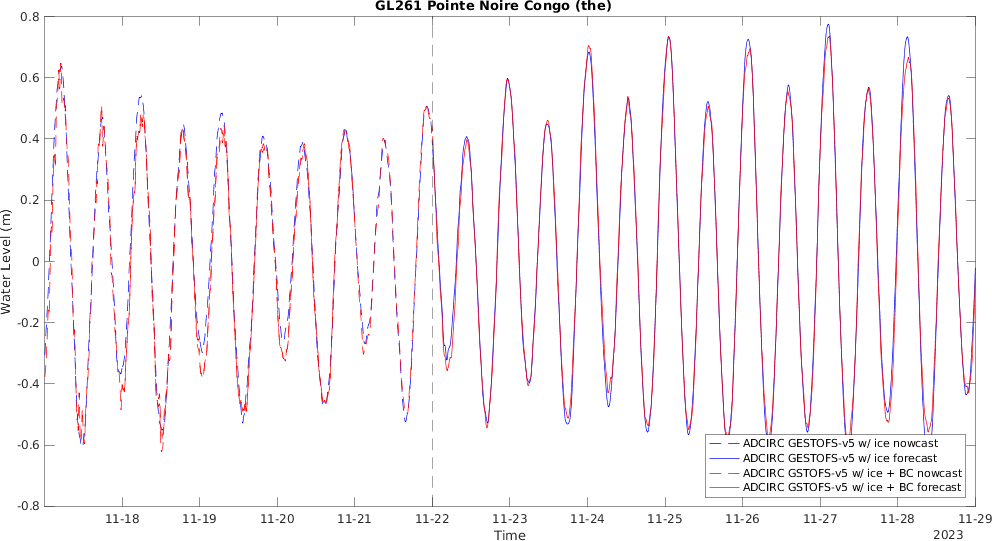 GL261 Pointe Noire Congo (the)
0.8
0.6
0.4
0.2
0
-0.2
-0.4
-0.6
-0.8
Water Level (m)
ADCIRC GESTOFS-v5 w/ ice nowcast
ADCIRC GESTOFS-v5 w/ ice forecast
ADCIRC GSTOFS-v5 w/ ice + BC nowcast
ADCIRC GSTOFS-v5 w/ ice + BC forecast
11-18 11-19 11-20 11-21 11-22 11-23 11-24 11-25 11-26 11-27 11-28 11-29
Time
2023